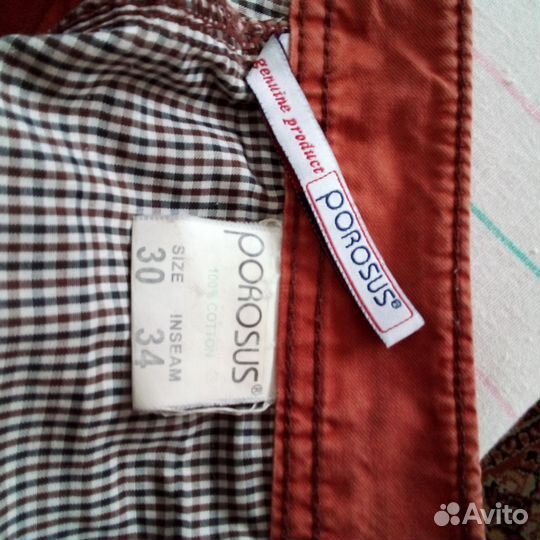 genuine product
POROSUS®
POROSUS®
100% COTTON
SIZE INSEAM
30 34
Avito